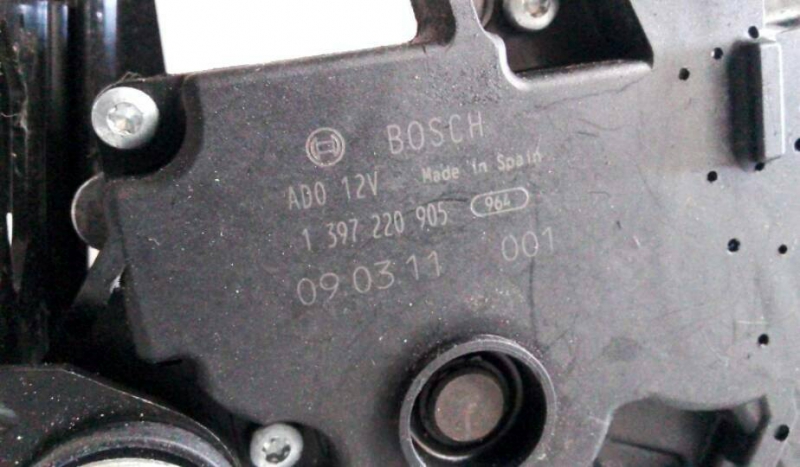 BOSCH
AD0 12V Made in Spain
1 397 220 905 964
090311 001